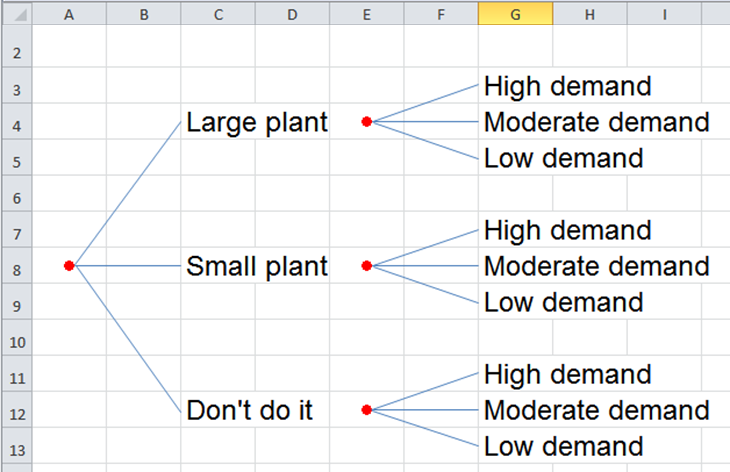 A B C D E F G H I
2
3 High demand
4 Large plant Moderate demand
5 Low demand
6
7 High demand
8 Small plant Moderate demand
9 Low demand
10
11 High demand
12 Don't do it Moderate demand
13 Low demand